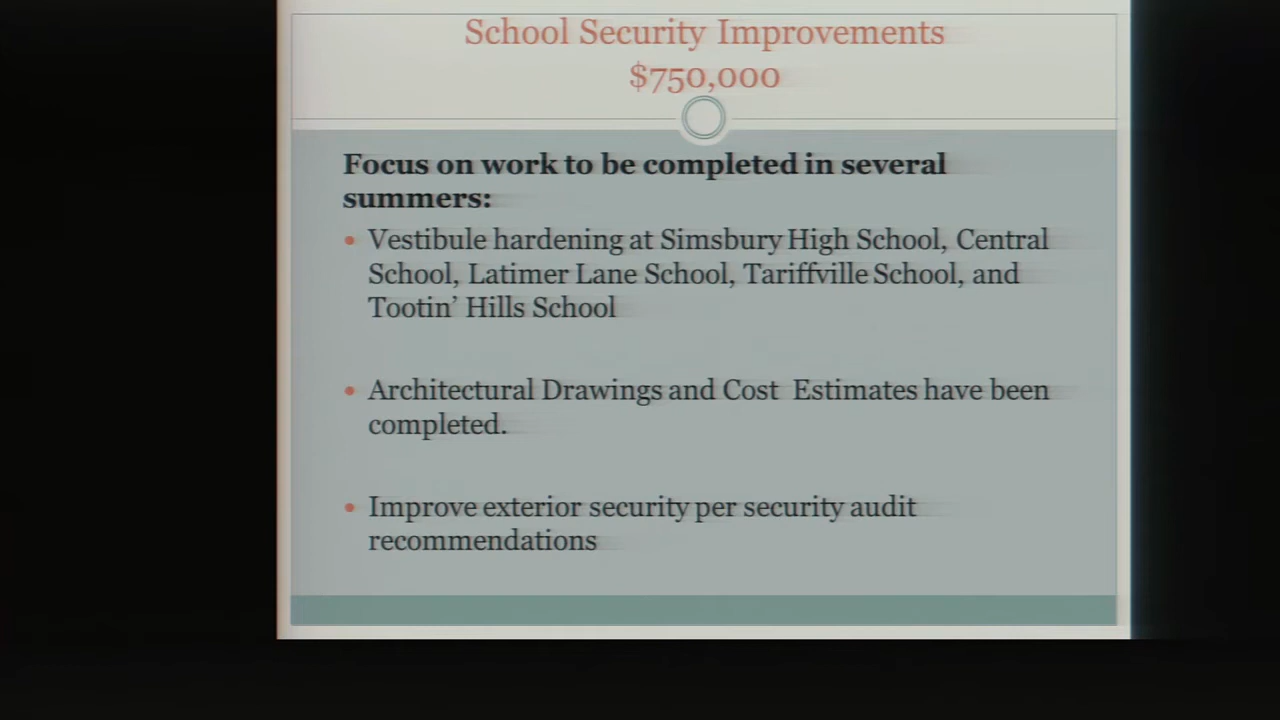 School Security Improvements
$750,000
Focus on work to be completed in several
summers:
• Vestibule hardening at Simsbury High School, Central
School, Latimer Lane School, Tariffville School, and
Tootin’ Hills School
• Architectural Drawings and Cost Estimates have been
completed.
• Improve exterior security per security audit
recommendations